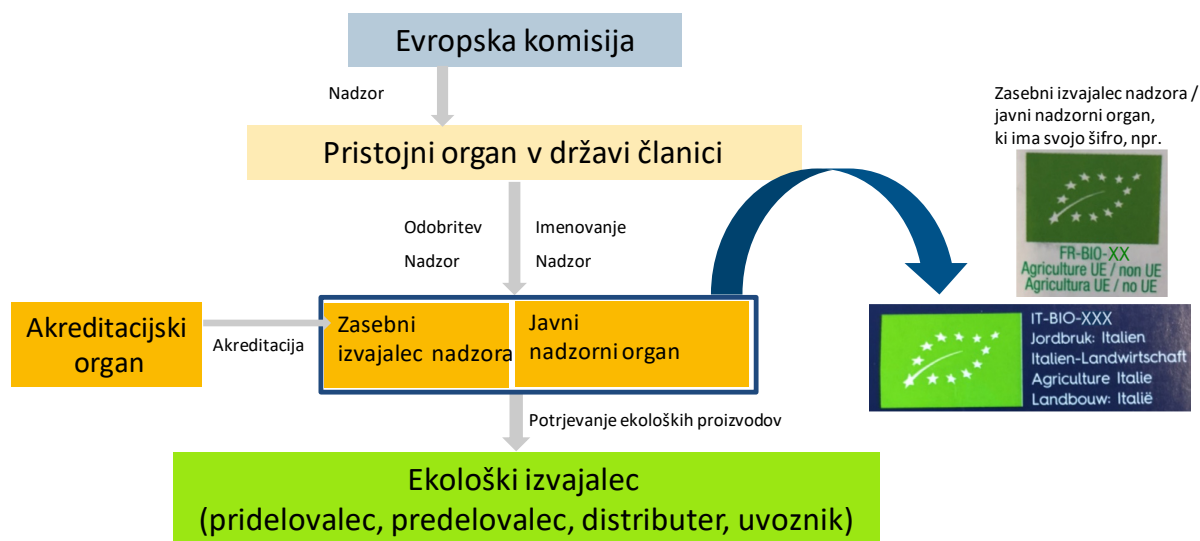 Evropska komisija
Nadzor
Pristojni organ v državi članici
Odobritev
Nadzor
Imenovanje
Nadzor
Akreditacijski
organ
Akreditacija
Zasebni
izvajalec nadzora
Javni
nadzorni organ
Potrjevanje ekoloških proizvodov
Ekološki izvajalec
(pridelovalec, predelovalec, distributer, uvoznik)
Zasebni izvajalec nadzora /
javni nadzorni organ,
ki ima svojo šifro, npr.
FR-BIO-XX
Agriculture UE / non UE
Agricultura UE / no UE
IT-BIO-XXX
Jordbruk: Italien
Italien-Landwirtschaft
Agriculture Italie
Landbouw: Italië